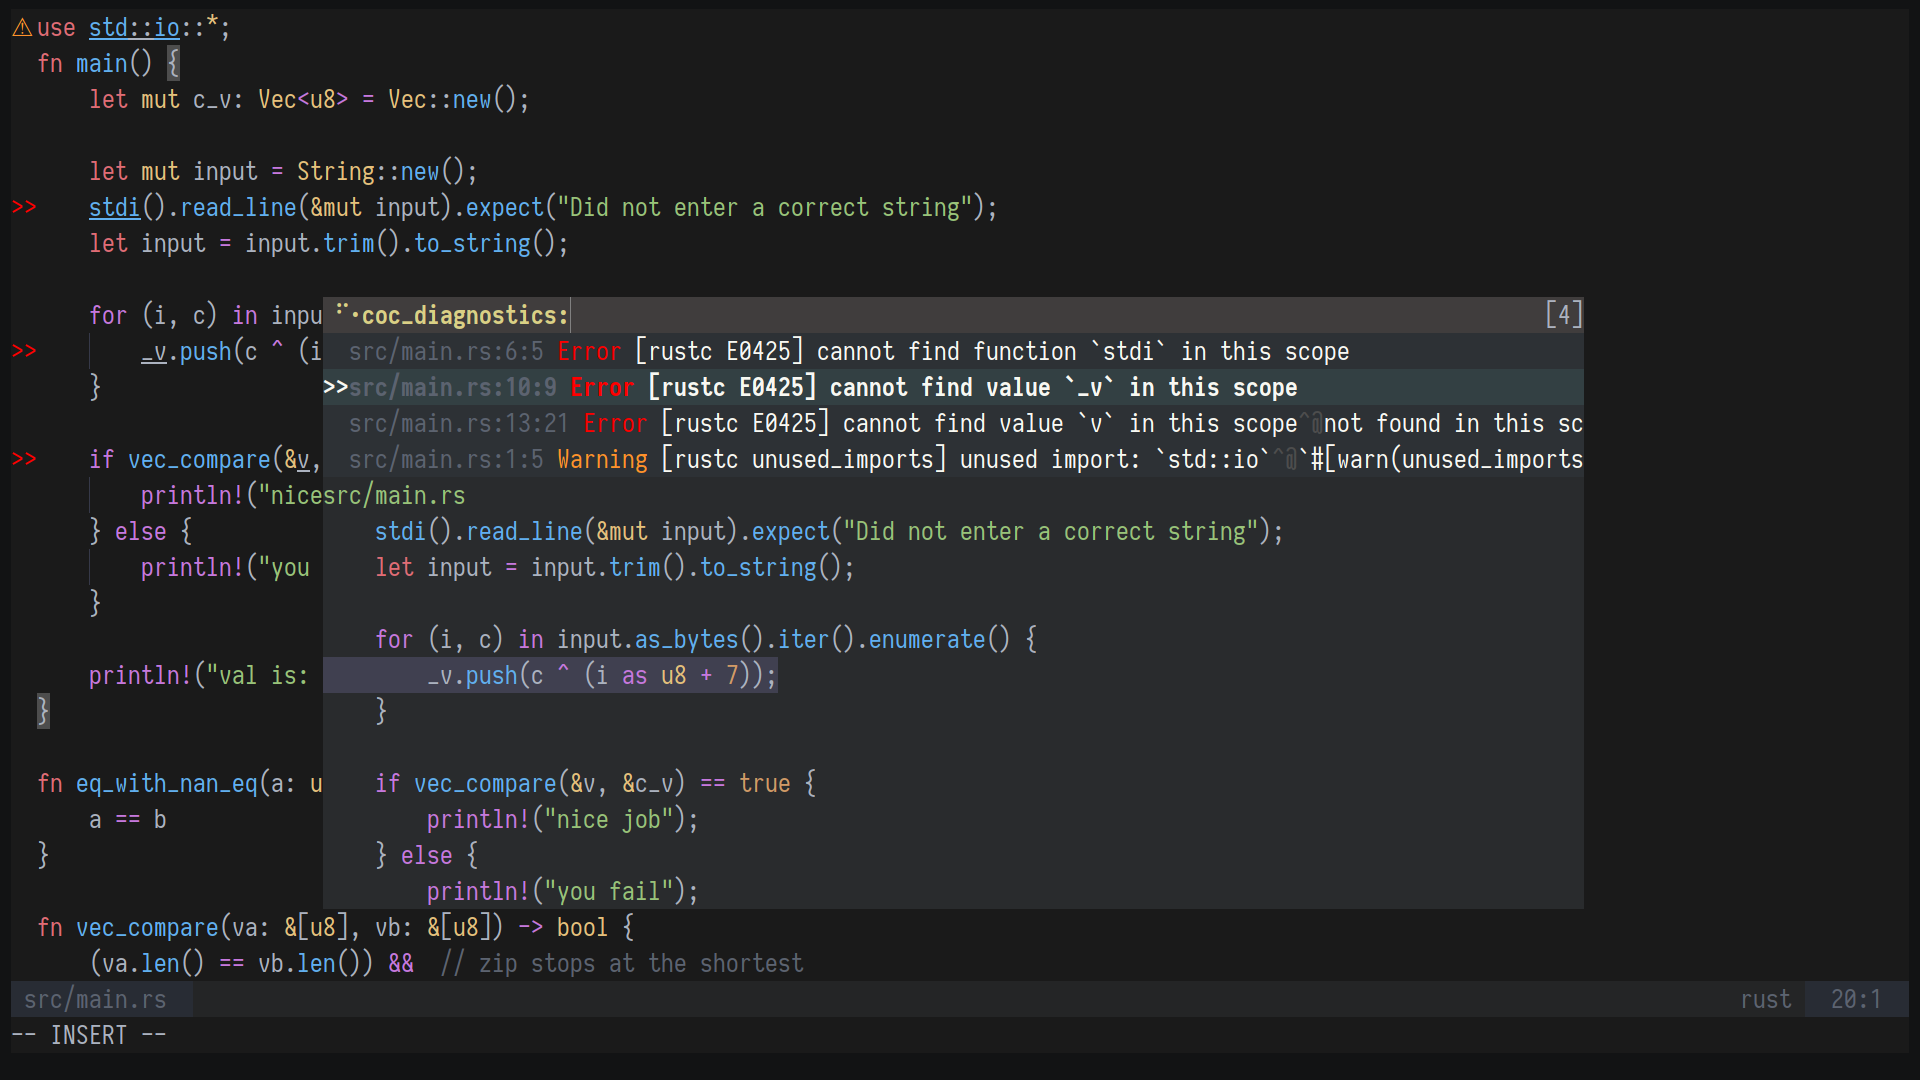 ⚠use std::io::*;
fn main() {
let mut c_v: Vec<u8> = Vec::new();
let mut input = String::new();
>> stdi().read_line(&mut input).expect("Did not enter a correct string");
let input = input.trim().to_string();
for (i, c) in inpu
coc_diagnostics: [4]
>> _v.push(c ^ (i
src/main.rs:6:5 Error [rustc E0425] cannot find function `stdi` in this scope
}
>>src/main.rs:10:9 Error [rustc E0425] cannot find value `_v` in this scope
src/main.rs:13:21 Error [rustc E0425] cannot find value `v` in this scope^@not found in this sc
>> if vec_compare(&v,
src/main.rs:1:5 Warning [rustc unused_imports] unused import: `std::io`^@`#[warn(unused_imports
println!("nicesrc/main.rs
} else {
stdi().read_line(&mut input).expect("Did not enter a correct string");
println!("you
let input = input.trim().to_string();
}
for (i, c) in input.as_bytes().iter().enumerate() {
println!("val is:
_v.push(c ^ (i as u8 + 7));
}
}
fn eq_with_nan_eq(a: u
if vec_compare(&v, &c_v) == true {
a == b
println!("nice job");
}
} else {
println!("you fail");
fn vec_compare(va: &[u8], vb: &[u8]) -> bool {
(va.len() == vb.len()) && // zip stops at the shortest
src/main.rs rust 20:1
-- INSERT --